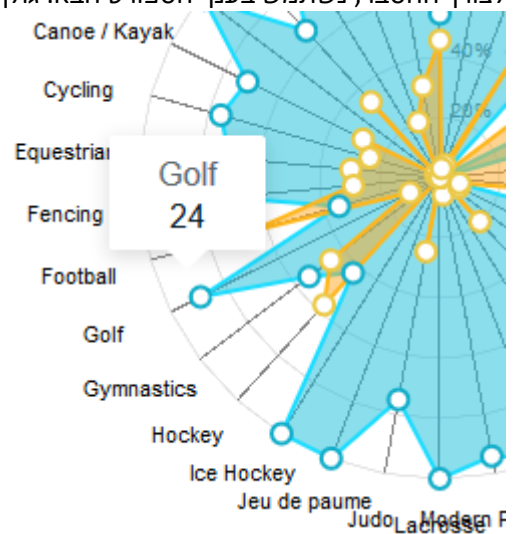 Canoe / Kayak
40%
Cycling
20%
Golf
24
Fencing
Football
Golf
Gymnastics
Hockey
Ice Hockey
Jeu de paume
Judo
Lacrosse
Modern